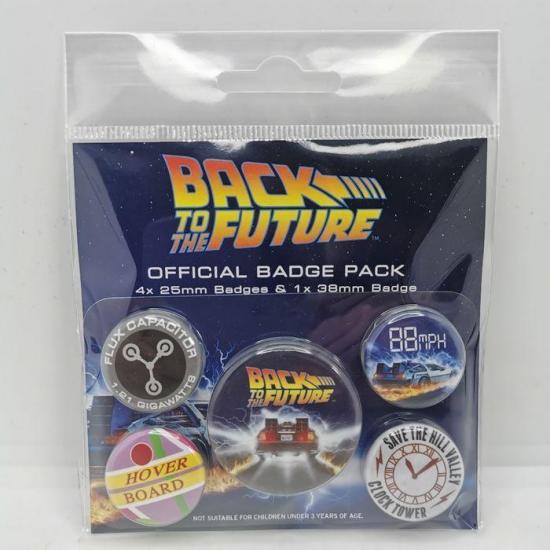 BACK
TO THE
FUTURE™
OFFICIAL BADGE PACK
4x 25mm Badges & 1x 38mm Badge
FLUX CAPACITOR
1.21 GIGAWATTS
BACK
TO THE
FUTURE
88MPH
HOVER
BOARD
SAVE THE HILL VALLEY
CLOCK TOWER
NOT SUITABLE FOR CHILDREN UNDER 3 YEARS OF AGE.